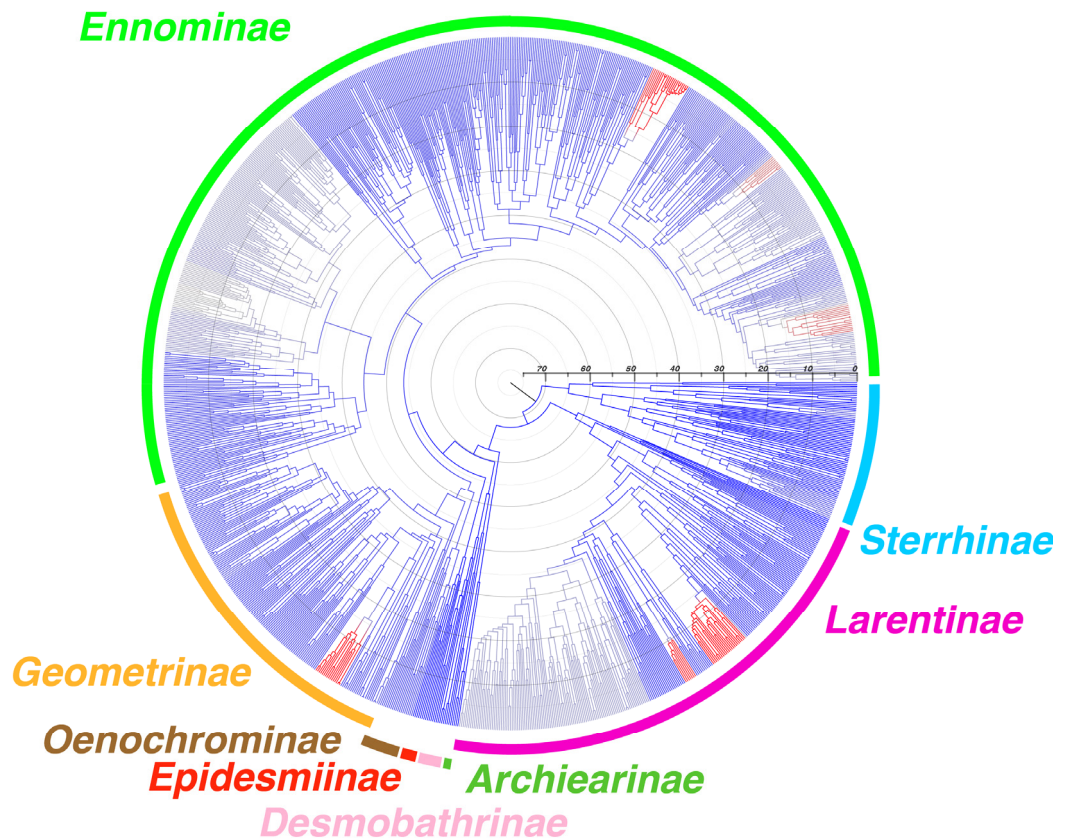 Ennominae
70 60 50 40 30 20 10 0
Sterrhinae
Larentinae
Geometrinae
Oenochrominae
Epidesmiinae
Archiearinae
Desmobathrinae